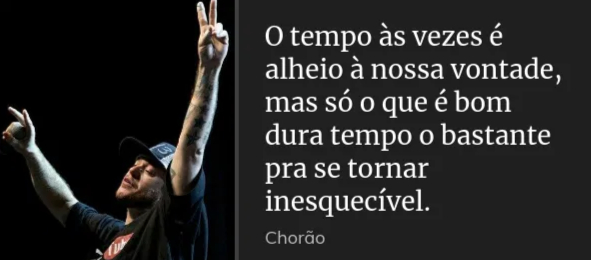 O tempo às vezes é
alheio à nossa vontade,
mas só o que é bom
dura tempo o bastante
pra se tornar
inesquecível.
Chorão